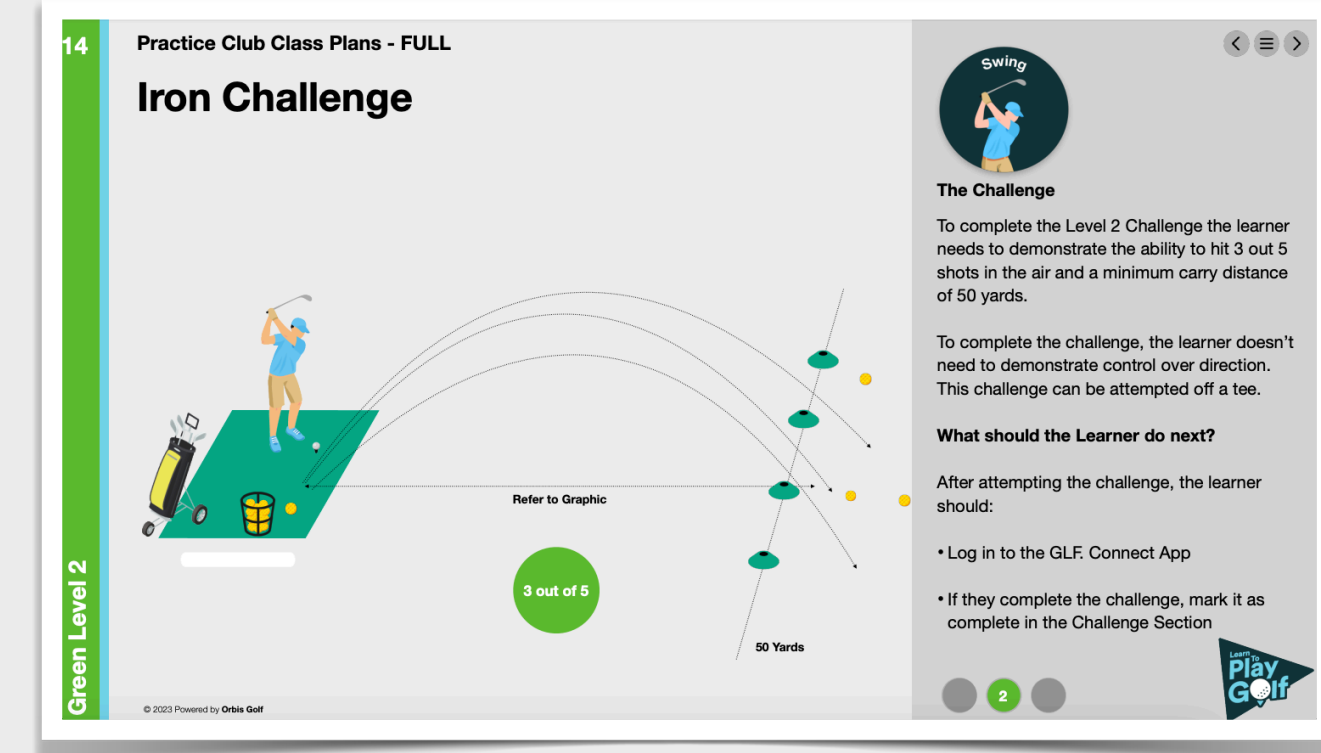 14
Practice Club Class Plans - FULL
Iron Challenge
Swing
The Challenge
To complete the Level 2 Challenge the learner
needs to demonstrate the ability to hit 3 out 5
shots in the air and a minimum carry distance
of 50 yards.
To complete the challenge, the learner doesn't
need to demonstrate control over direction.
This challenge can be attempted off a tee.
What should the Learner do next?
After attempting the challenge, the learner
should:
• Log in to the GLF. Connect App
• If they complete the challenge, mark it as
complete in the Challenge Section
Refer to Graphic
3 out of 5
50 Yards
Green Level 2
2
Learn To
Play
Golf
© 2023 Powered by Orbis Golf